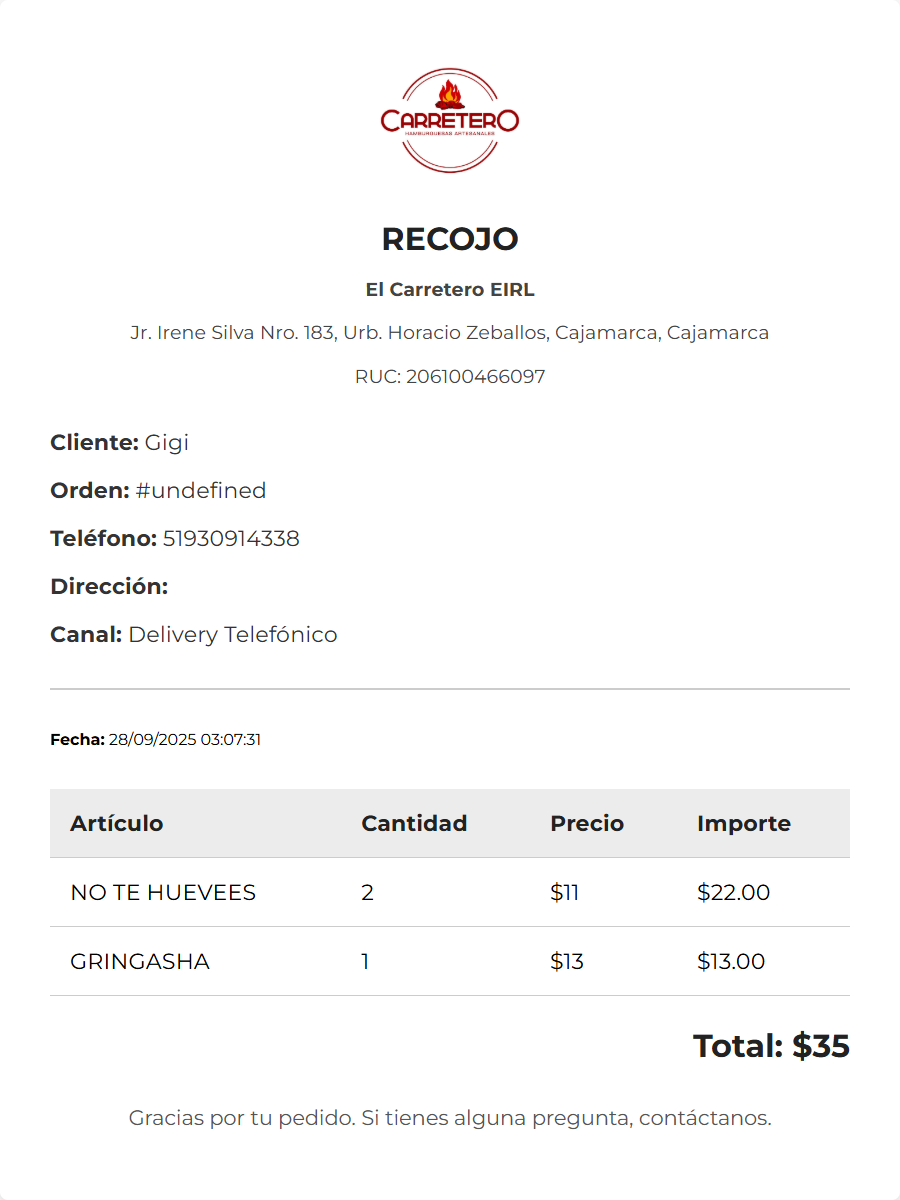 CARRETERO
HAMBURGUESAS ARTESANALES
RECOJO
El Carretero EIRL
Jr. Irene Silva Nro. 183, Urb. Horacio Zeballos, Cajamarca, Cajamarca
RUC: 206100466097
Cliente: Gigi
Orden: #undefined
Teléfono: 51930914338
Dirección:
Canal: Delivery Telefónico
Fecha: 28/09/2025 03:07:31
Artículo Cantidad Precio Importe
NO TE HUEVEES 2 $11 $22.00
GRINGASHA 1 $13 $13.00
Total: $35
Gracias por tu pedido. Si tienes alguna pregunta, contáctanos.